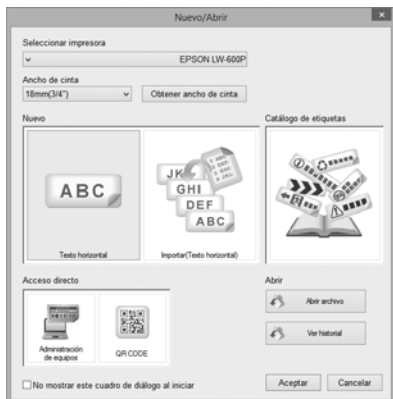 Nuevo/Abrir
Seleccionar impresora
EPSON LW-600P
Ancho de cinta
18mm(3/4")
Obtener ancho de cinta
Nuevo
Catálogo de etiquetas
JK
GHI
DEF
ABC
ABC
Texto horizontal
Importar(Texto horizontal)
Acceso directo
Abrir
Abrir archivo
Administración
de equipos
QR CODE
Ver historial
No mostrar este cuadro de diálogo al iniciar
Aceptar
Cancelar